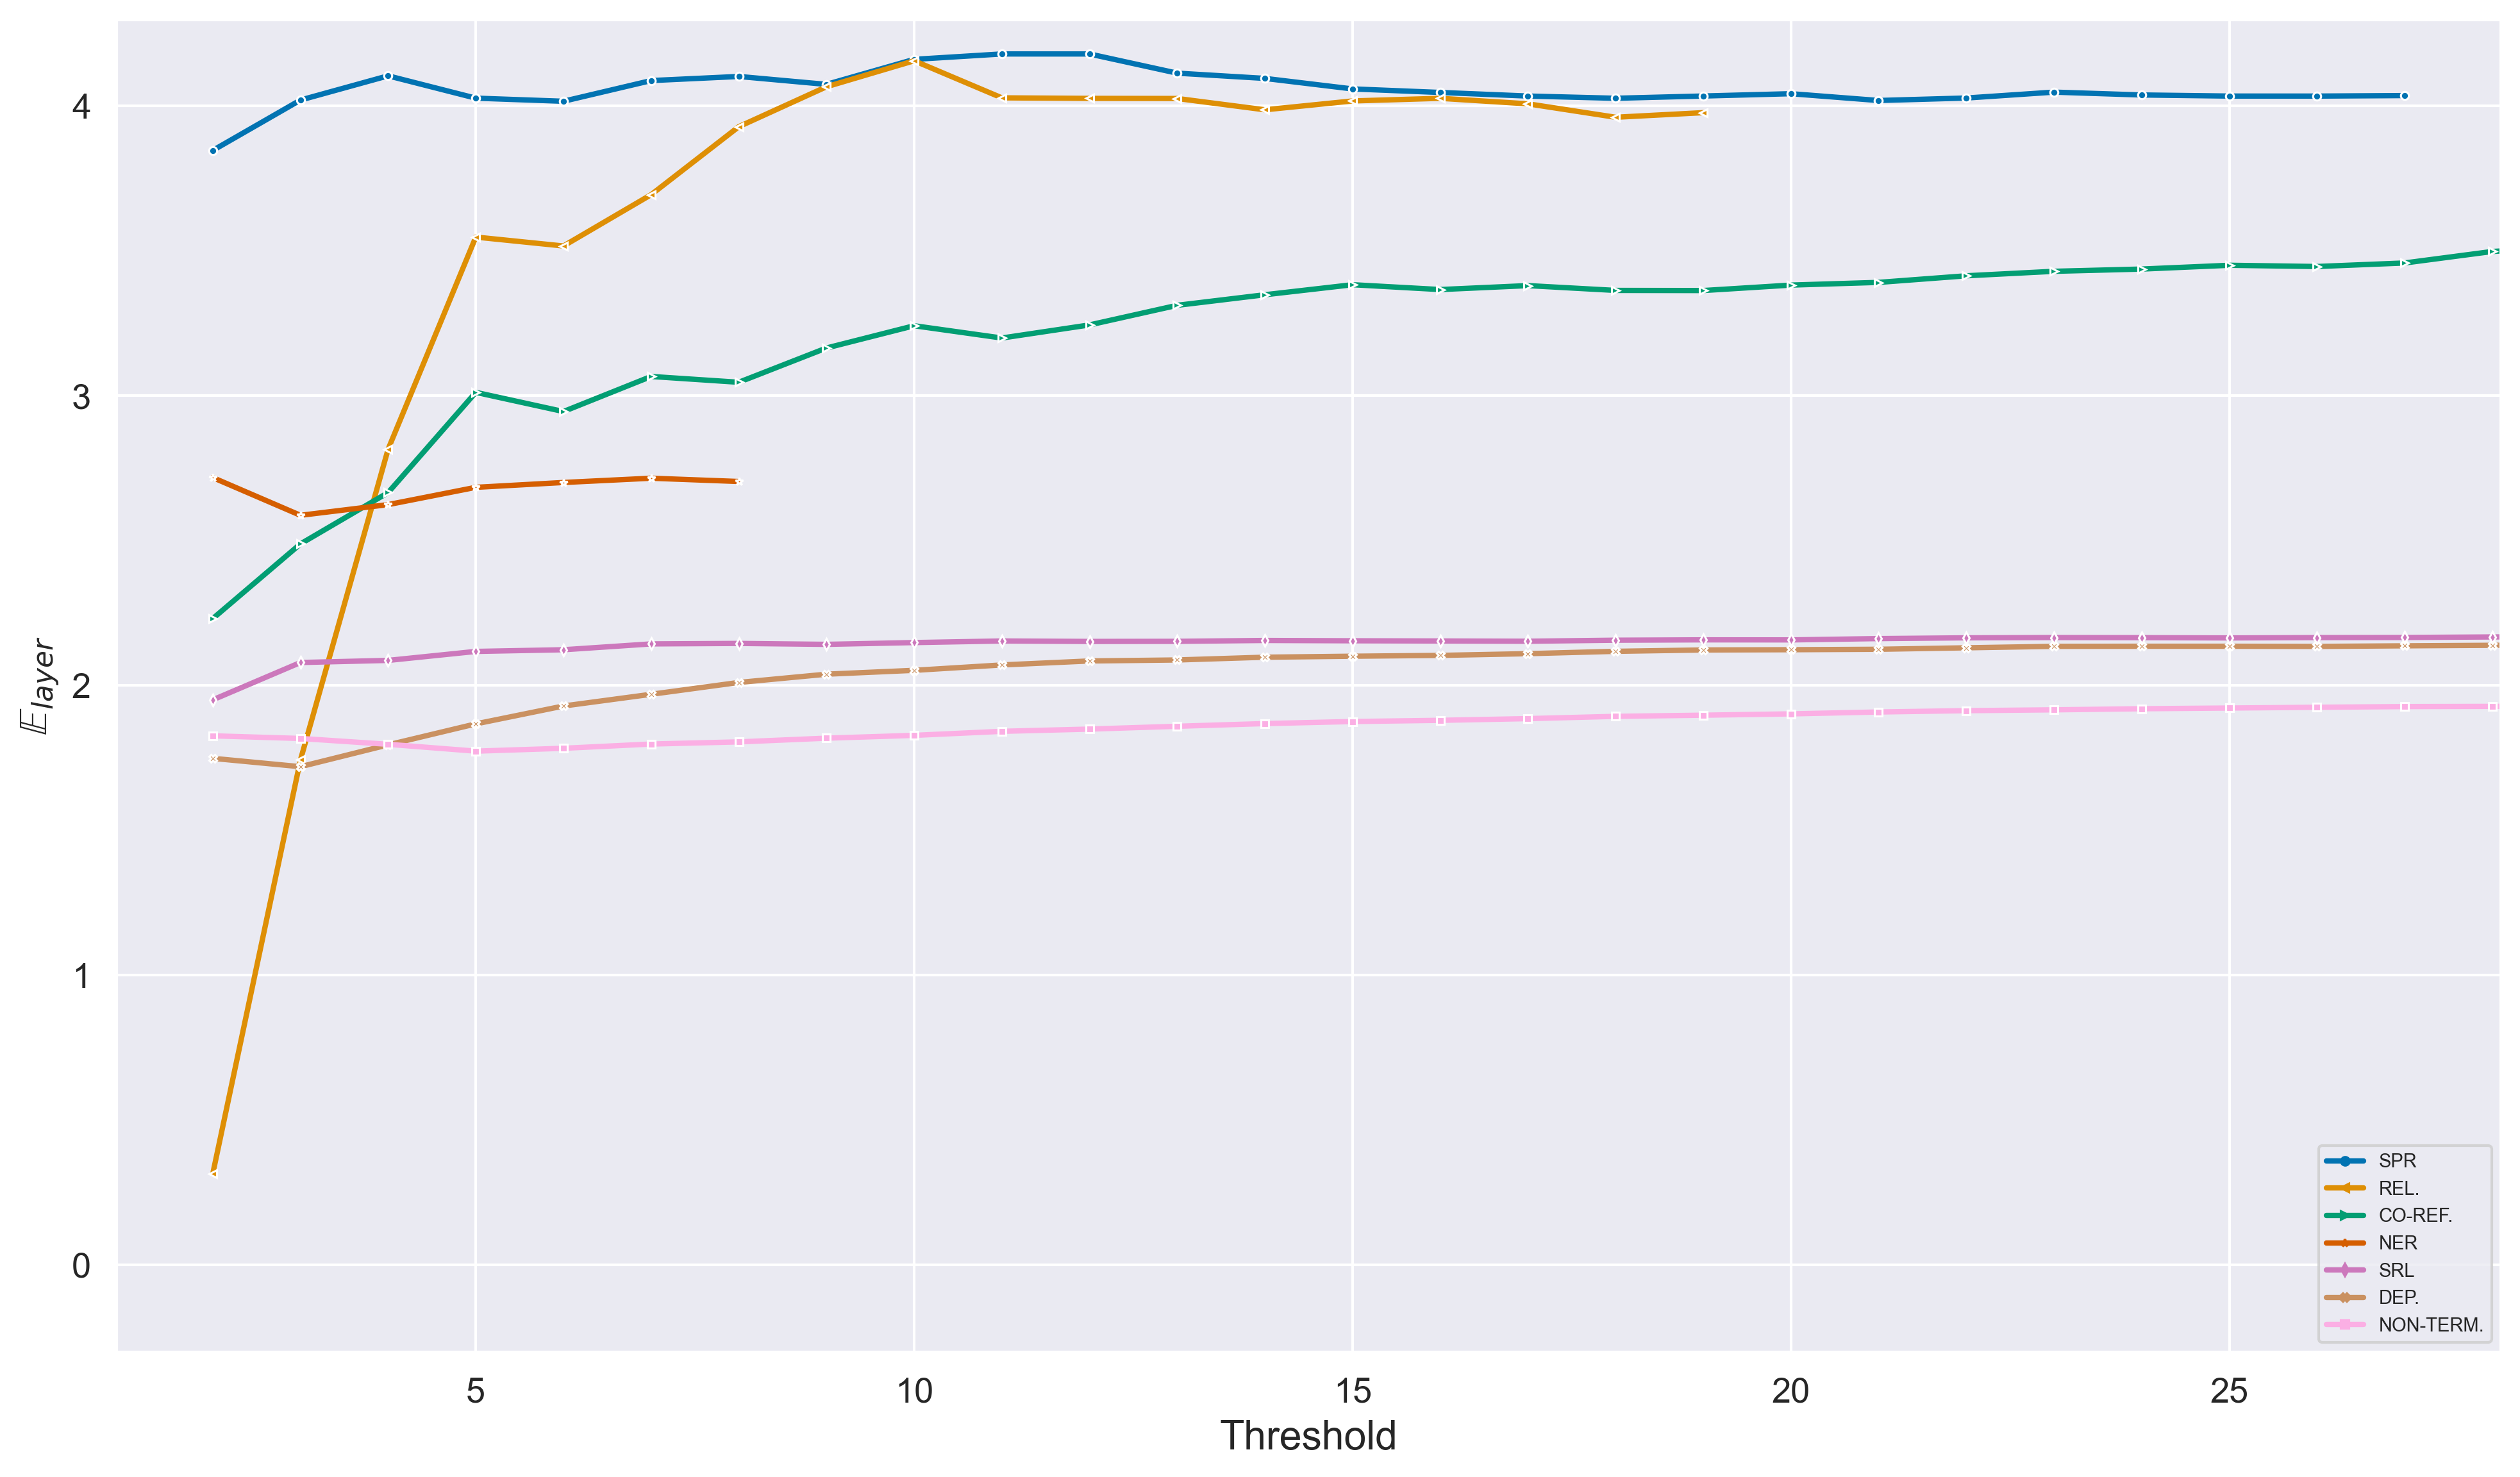 4
3
2
1
0
𝔼layer
5 10 15 20 25
Threshold
SPR
REL.
CO-REF.
NER
SRL
DEP.
NON-TERM.